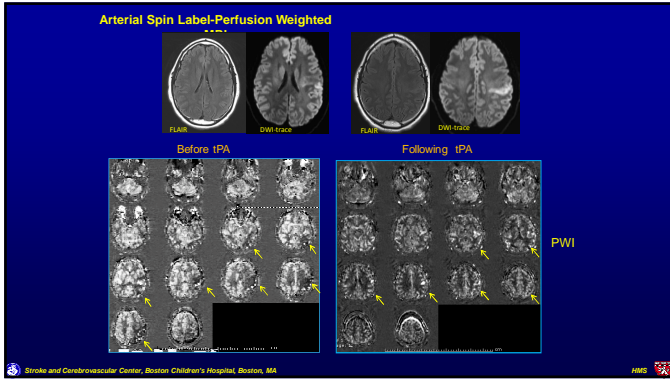 Arterial Spin Label-Perfusion Weighted
MRI
FLAIR
DWI-trace
FLAIR
DWI-trace
Before tPA
Following tPA
PWI
Stroke and Cerebrovascular Center, Boston Children's Hospital, Boston, MA
HMS